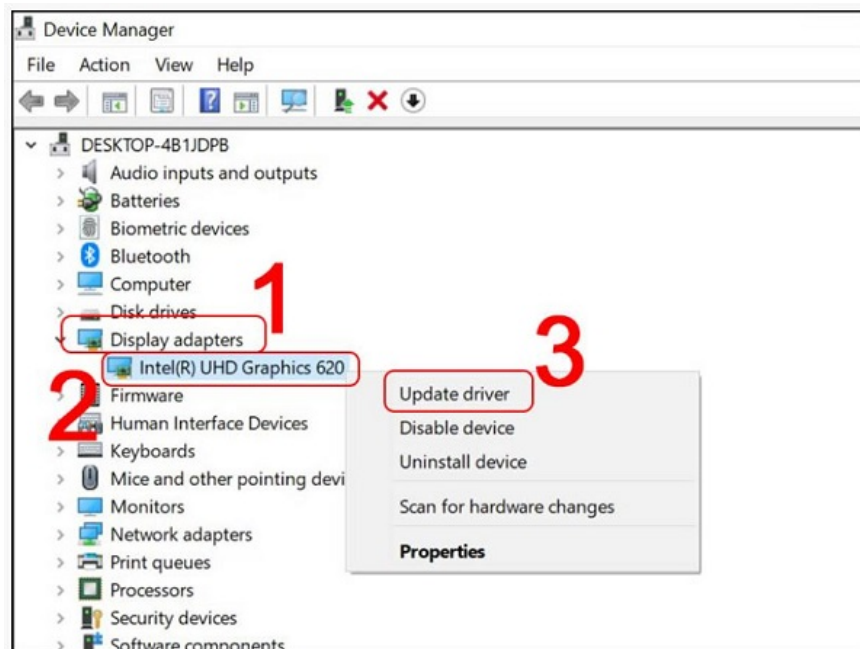 Device Manager
File Action View Help
DESKTOP-4B1JDPB
Audio inputs and outputs
Batteries
Biometric devices
Bluetooth
Computer
1
Disk drives
Display adapters
Intel(R) UHD Graphics 620
2
3
Firmware
Human Interface Devices
Keyboards
Mice and other pointing devi
Monitors
Network adapters
Print queues
Processors
Security devices
Software components
Update driver
Disable device
Uninstall device
Scan for hardware changes
Properties